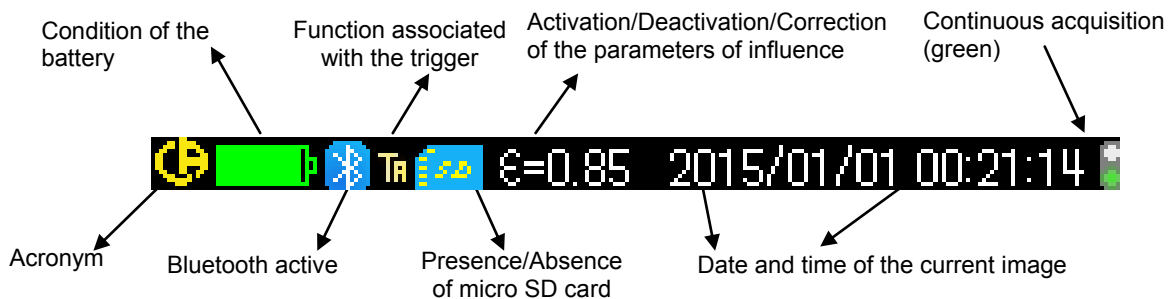 Condition of the
battery
Function associated
with the trigger
Activation/Deactivation/Correction
of the parameters of influence
Continuous acquisition
(green)
TA SD ε=0.85 2015/01/01 00:21:14
Acronym
Bluetooth active
Presence/Absence
of micro SD card
Date and time of the current image